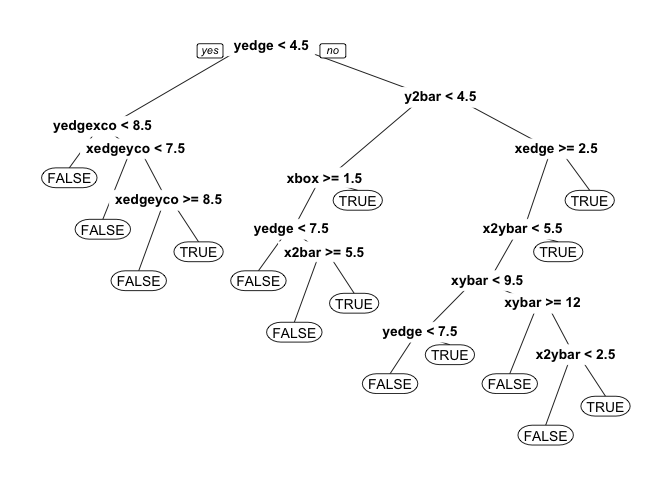 yes yedge < 4.5 no
y2bar < 4.5
yedgexco < 8.5
xedgeyco < 7.5 xedge >= 2.5
FALSE xbox >= 1.5
xedgeyco >= 8.5 TRUE TRUE
FALSE yedge < 7.5 x2ybar < 5.5
TRUE x2bar >= 5.5 TRUE
FALSE FALSE xybar < 9.5
TRUE xybar >= 12
FALSE yedge < 7.5
TRUE x2ybar < 2.5
FALSE FALSE
TRUE
FALSE